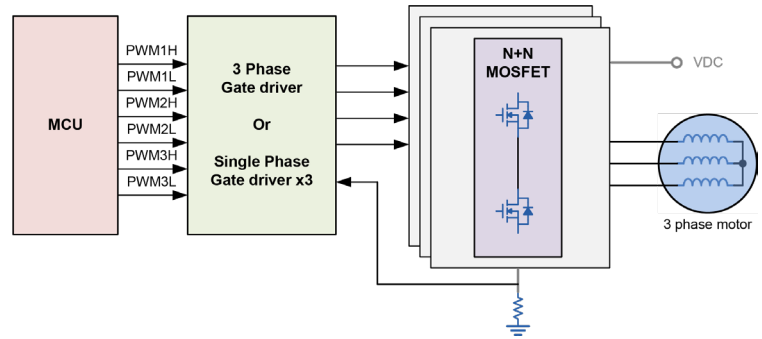 MCU
PWM1H
PWM1L
PWM2H
PWM2L
PWM3H
PWM3L
3 Phase
Gate driver
Or
Single Phase
Gate driver x3
N+N
MOSFET
VDC
3 phase motor